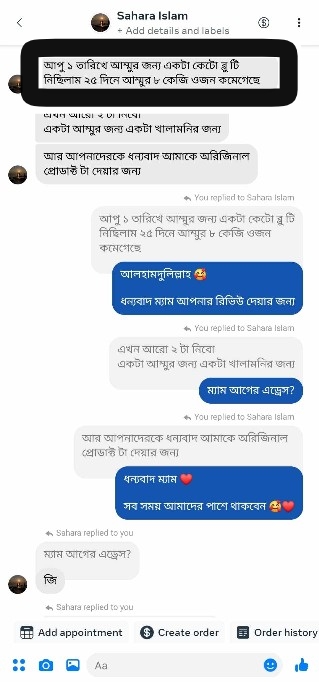 Sahara Islam
+ Add details and labels
আপু ১ তারিখে আম্মুর জন্য একটা কেটো ব্লু টি
নিছিলাম ২৫ দিনে আম্মুর ৮ কেজি ওজন কমেগেছে
এখন আরো ২ টা নিবো
একটা আম্মুর জন্য একটা খালামনির জন্য
আর আপনাদেরকে ধন্যবাদ আমাকে অরিজিনাল
প্রোডাক্ট টা দেয়ার জন্য
You replied to Sahara Islam
আপু ১ তারিখে আম্মুর জন্য একটা কেটো ব্লু টি
নিছিলাম ২৫ দিনে আম্মুর ৮ কেজি ওজন
কমেগেছে
আলহামদুলিল্লাহ 🥰
ধন্যবাদ ম্যাম আপনার রিভিউ দেয়ার জন্য
You replied to Sahara Islam
এখন আরো ২ টা নিবো
একটা আম্মুর জন্য একটা খালামনির জন্য
ম্যাম আগের এড্রেস?
You replied to Sahara Islam
আর আপনাদেরকে ধন্যবাদ আমাকে অরিজিনাল
প্রোডাক্ট টা দেয়ার জন্য
ধন্যবাদ ম্যাম ❤️
সব সময় আমাদের পাশে থাকবেন 🥰❤️
Sahara replied to you
ম্যাম আগের এড্রেস?
জি
Sahara replied to you
Add appointment
Create order
Order history
Aa